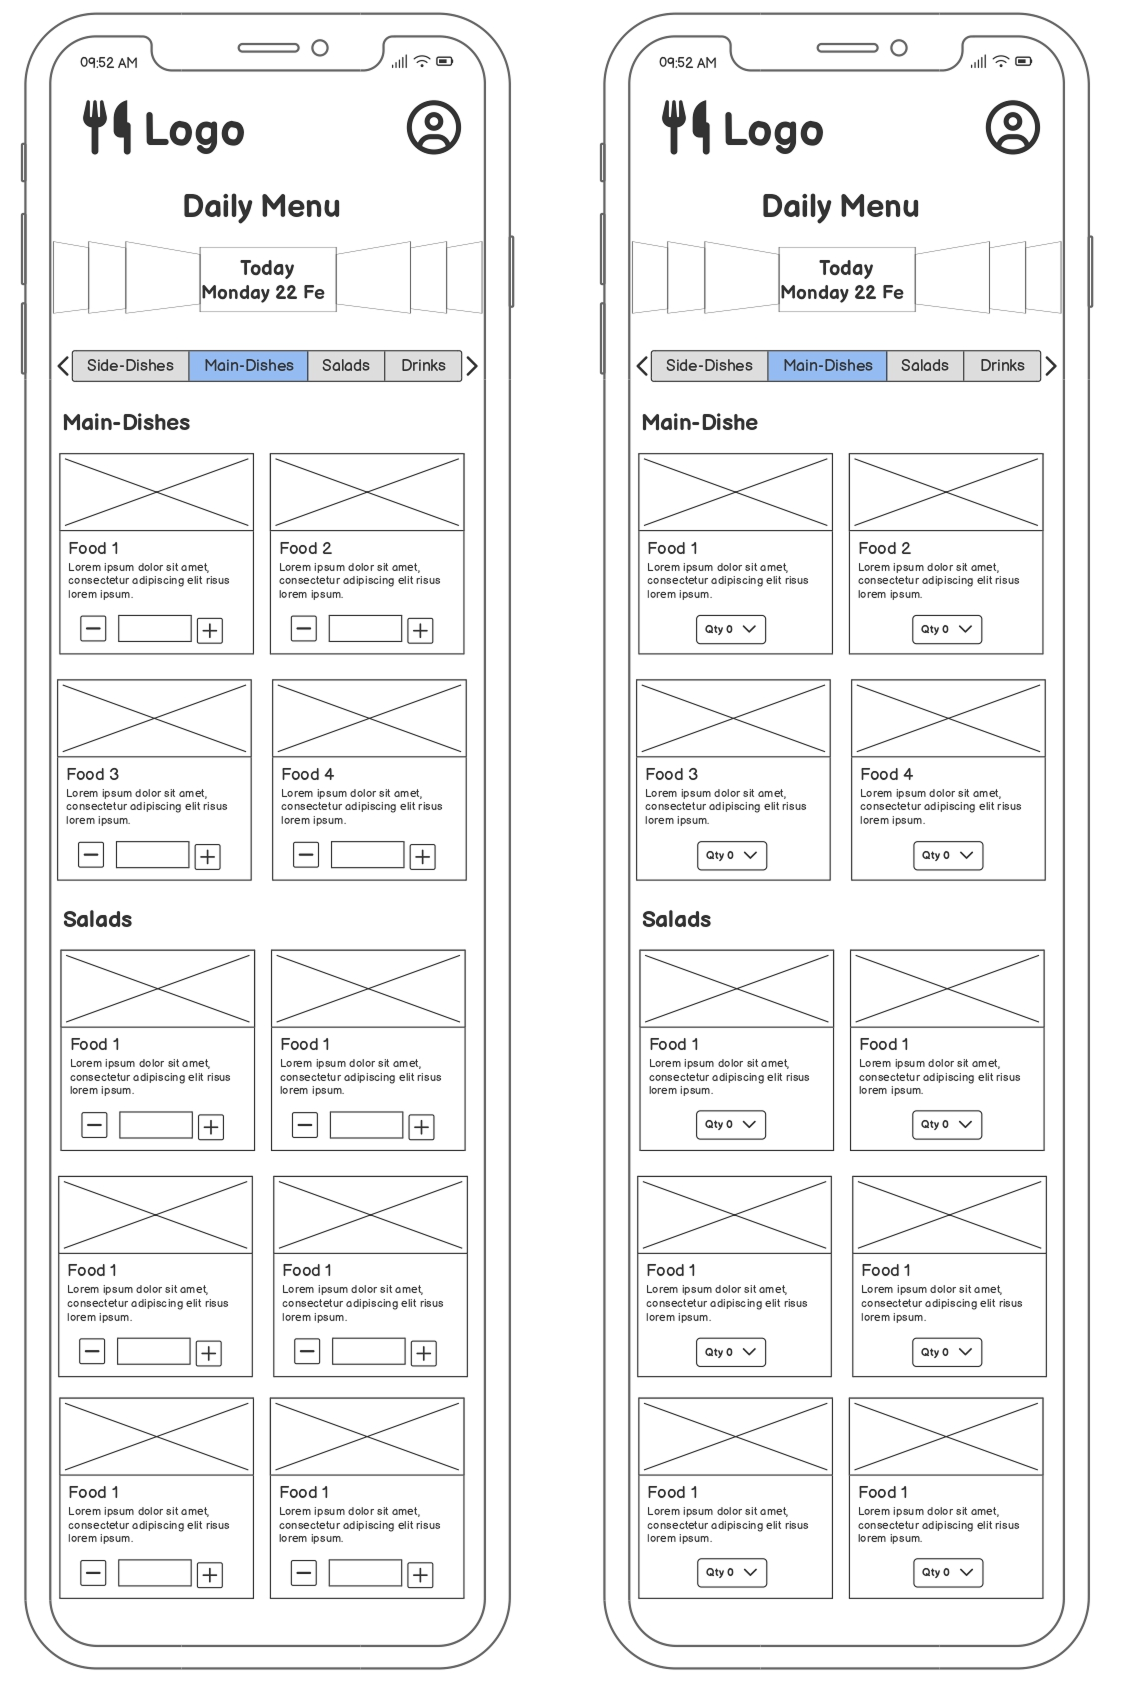 09:52 AM
Logo
Daily Menu
Today
Monday 22 Fe
Side-Dishes Main-Dishes Salads Drinks
Main-Dishes
Food 1
Lorem ipsum dolor sit amet,
consectetur adipiscing elit risus
lorem ipsum.
Food 2
Lorem ipsum dolor sit amet,
consectetur adipiscing elit risus
lorem ipsum.
Food 3
Lorem ipsum dolor sit amet,
consectetur adipiscing elit risus
lorem ipsum.
Food 4
Lorem ipsum dolor sit amet,
consectetur adipiscing elit risus
lorem ipsum.
Salads
Food 1
Lorem ipsum dolor sit amet,
consectetur adipiscing elit risus
lorem ipsum.
Food 1
Lorem ipsum dolor sit amet,
consectetur adipiscing elit risus
lorem ipsum.
Food 1
Lorem ipsum dolor sit amet,
consectetur adipiscing elit risus
lorem ipsum.
Food 1
Lorem ipsum dolor sit amet,
consectetur adipiscing elit risus
lorem ipsum.
Food 1
Lorem ipsum dolor sit amet,
consectetur adipiscing elit risus
lorem ipsum.
Food 1
Lorem ipsum dolor sit amet,
consectetur adipiscing elit risus
lorem ipsum.
09:52 AM
Logo
Daily Menu
Today
Monday 22 Fe
Side-Dishes Main-Dishes Salads Drinks
Main-Dishe
Food 1
Lorem ipsum dolor sit amet,
consectetur adipiscing elit risus
lorem ipsum.
Qty 0
Food 2
Lorem ipsum dolor sit amet,
consectetur adipiscing elit risus
lorem ipsum.
Qty 0
Food 3
Lorem ipsum dolor sit amet,
consectetur adipiscing elit risus
lorem ipsum.
Qty 0
Food 4
Lorem ipsum dolor sit amet,
consectetur adipiscing elit risus
lorem ipsum.
Qty 0
Salads
Food 1
Lorem ipsum dolor sit amet,
consectetur adipiscing elit risus
lorem ipsum.
Qty 0
Food 1
Lorem ipsum dolor sit amet,
consectetur adipiscing elit risus
lorem ipsum.
Qty 0
Food 1
Lorem ipsum dolor sit amet,
consectetur adipiscing elit risus
lorem ipsum.
Qty 0
Food 1
Lorem ipsum dolor sit amet,
consectetur adipiscing elit risus
lorem ipsum.
Qty 0
Food 1
Lorem ipsum dolor sit amet,
consectetur adipiscing elit risus
lorem ipsum.
Qty 0
Food 1
Lorem ipsum dolor sit amet,
consectetur adipiscing elit risus
lorem ipsum.
Qty 0